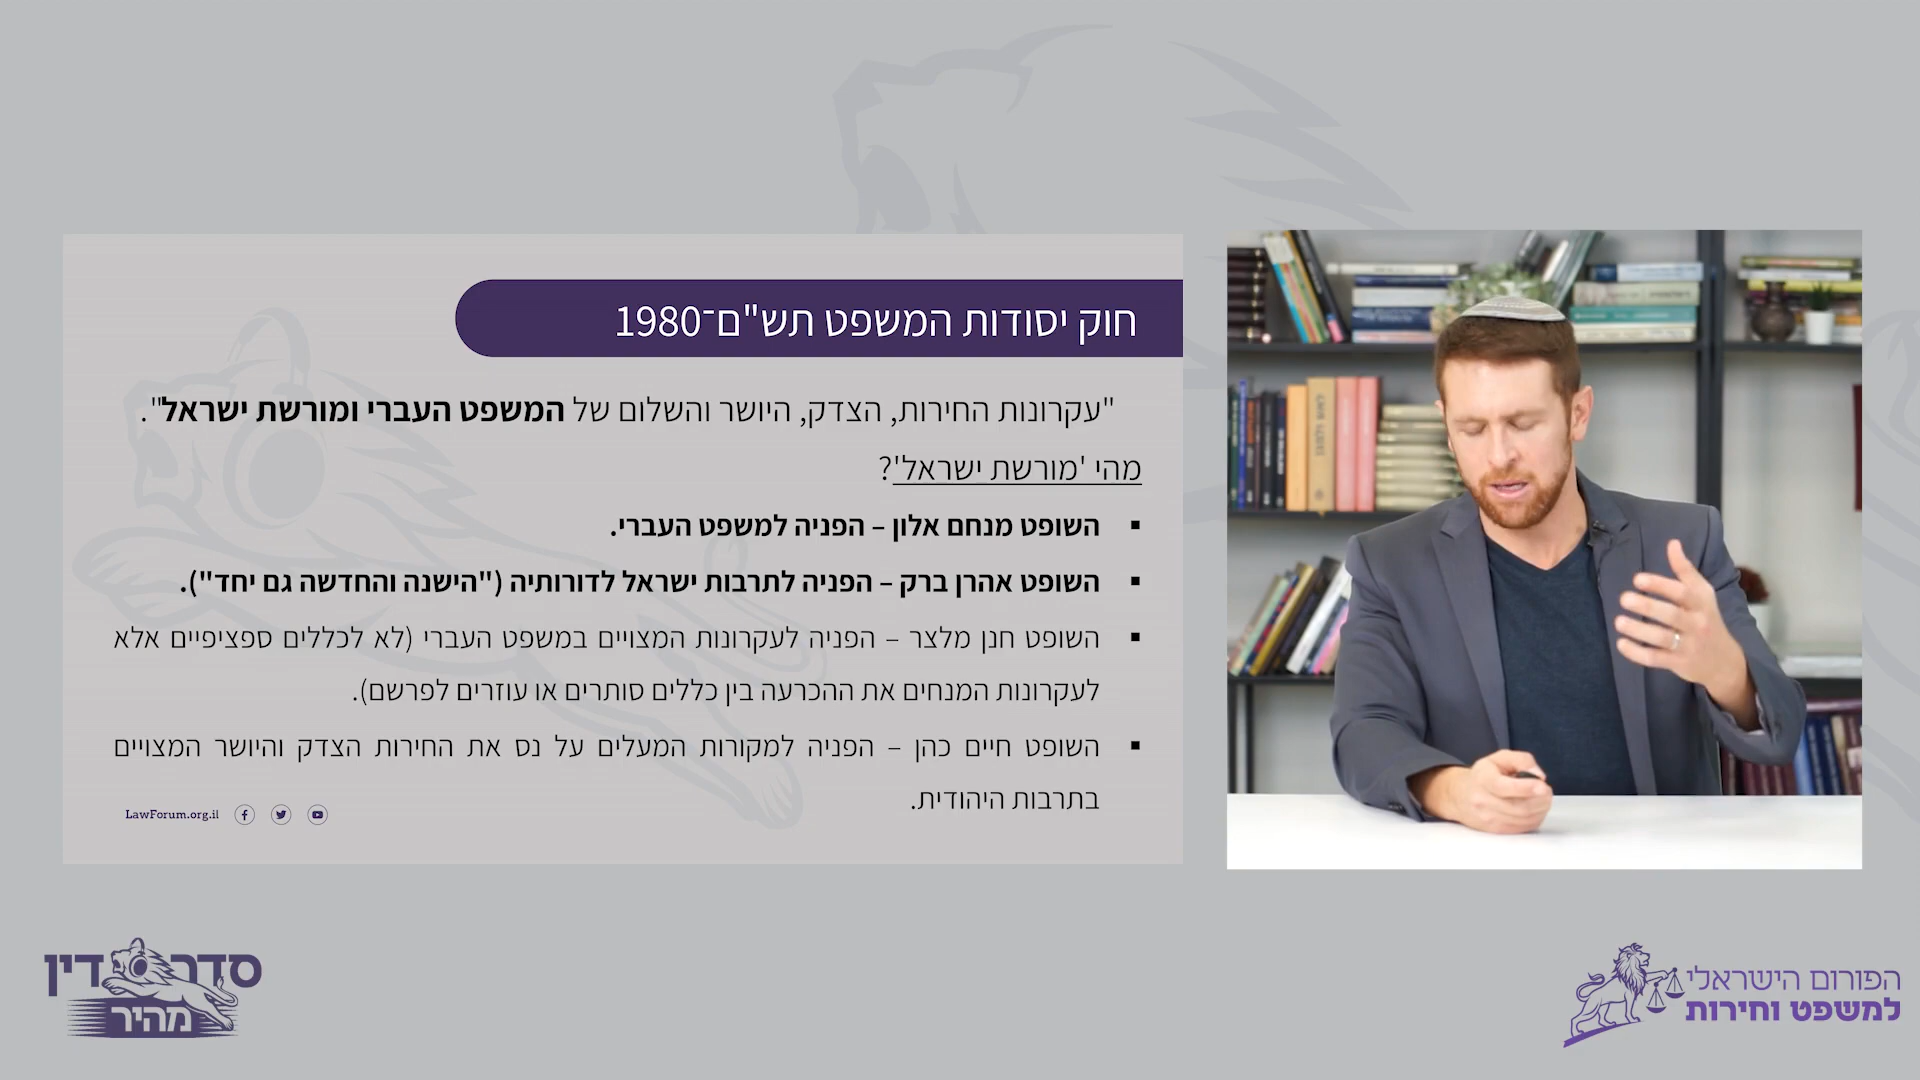 חוק יסודות המשפט תש"ם־1980
"עקרונות החירות, הצדק, היושר והשלום של המשפט העברי ומורשת ישראל".
מהי 'מורשת ישראל'?
▪ השופט מנחם אלון – הפניה למשפט העברי.
▪ השופט אהרן ברק – הפניה לתרבות ישראל לדורותיה ("הישנה והחדשה גם יחד").
▪ השופט חנן מלצר – הפניה לעקרונות המצויים במשפט העברי (לא לכללים ספציפיים אלא
לעקרונות המנחים את ההכרעה בין כללים סותרים או עוזרים לפרשם).
▪ השופט חיים כהן – הפניה למקורות המעלים על נס את החירות הצדק והיושר המצויים
בתרבות היהודית.
LawForum.org.il
סדר דין
מהיר
הפורום הישראלי
למשפט וחירות